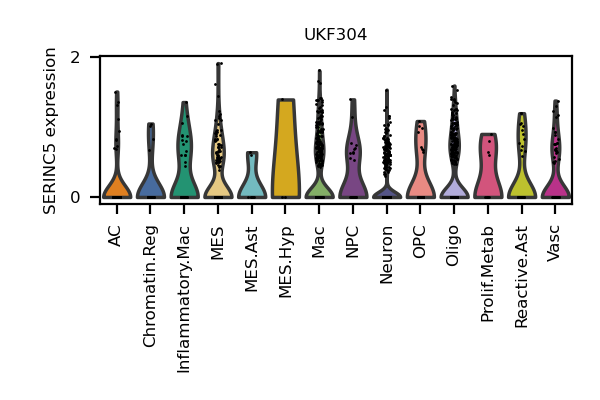 UKF304
SERINC5 expression
2
0
AC
Chromatin.Reg
Inflammatory.Mac
MES
MES.Ast
MES.Hyp
Mac
NPC
Neuron
OPC
Oligo
Prolif.Metab
Reactive.Ast
Vasc